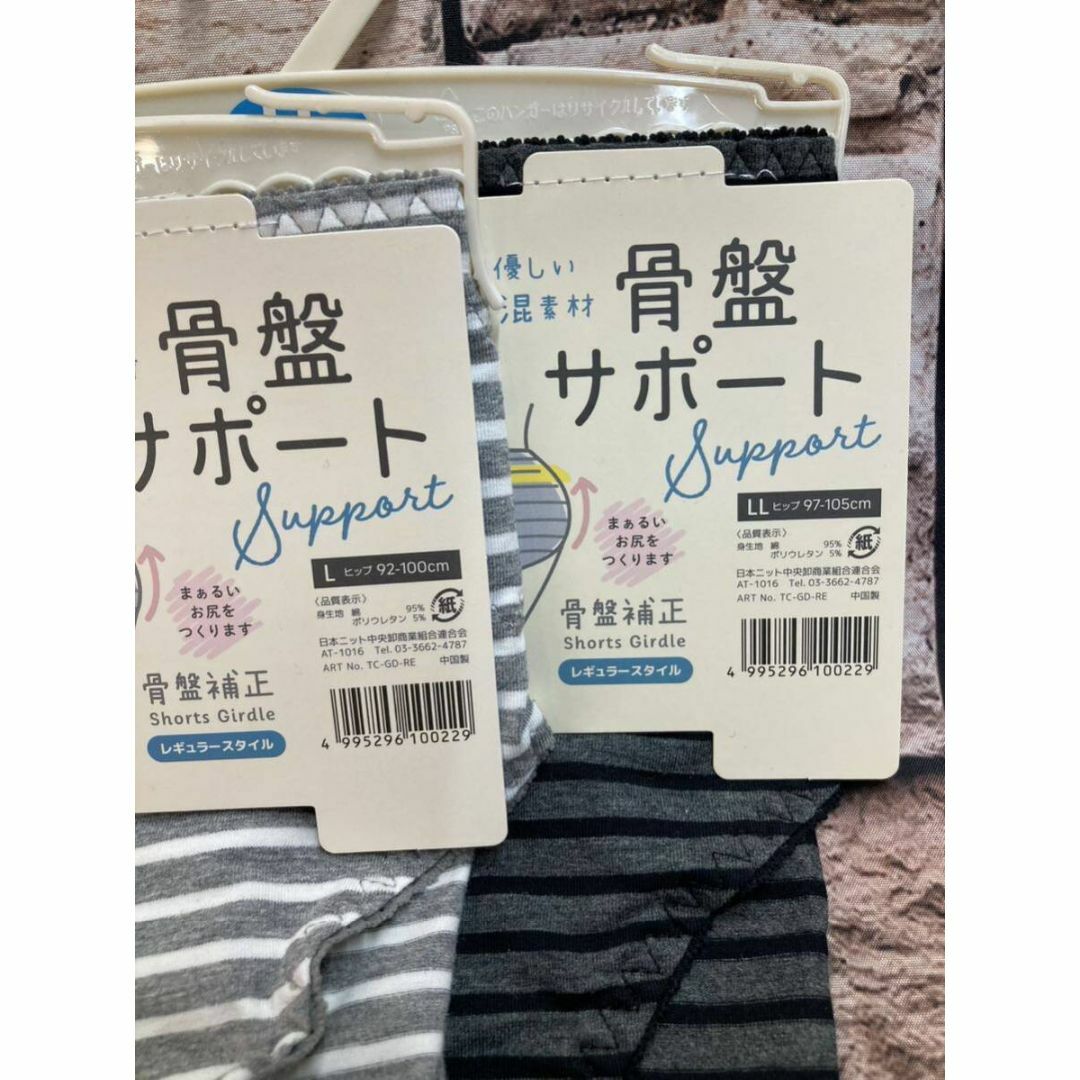 このハンガーはリサイクルしています
骨盤
サポート
Support
L ヒップ 92-100cm
まぁるい
お尻を
つくります
〈品質表示〉
身生地 綿 95%
ポリウレタン 5%
紙
日本ニット中央卸商業組合連合会
AT-1016 Tel. 03-3662-4787
ART No. TC-GD-RE 中国製
骨盤補正
Shorts Girdle
レギュラースタイル
4 995296 100229
優しい
混素材
骨盤
サポート
Support
LL ヒップ 97-105cm
まぁるい
お尻を
つくります
〈品質表示〉
身生地 綿 95%
ポリウレタン 5%
紙
日本ニット中央卸商業組合連合会
AT-1016 Tel. 03-3662-4787
ART No. TC-GD-RE 中国製
骨盤補正
Shorts Girdle
レギュラースタイル
4 995296 100229